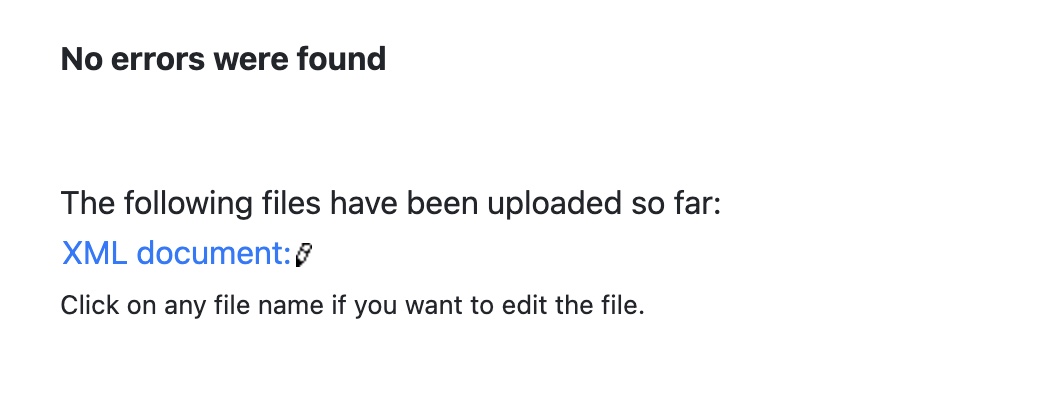 No errors were found
The following files have been uploaded so far:
XML document:
Click on any file name if you want to edit the file.